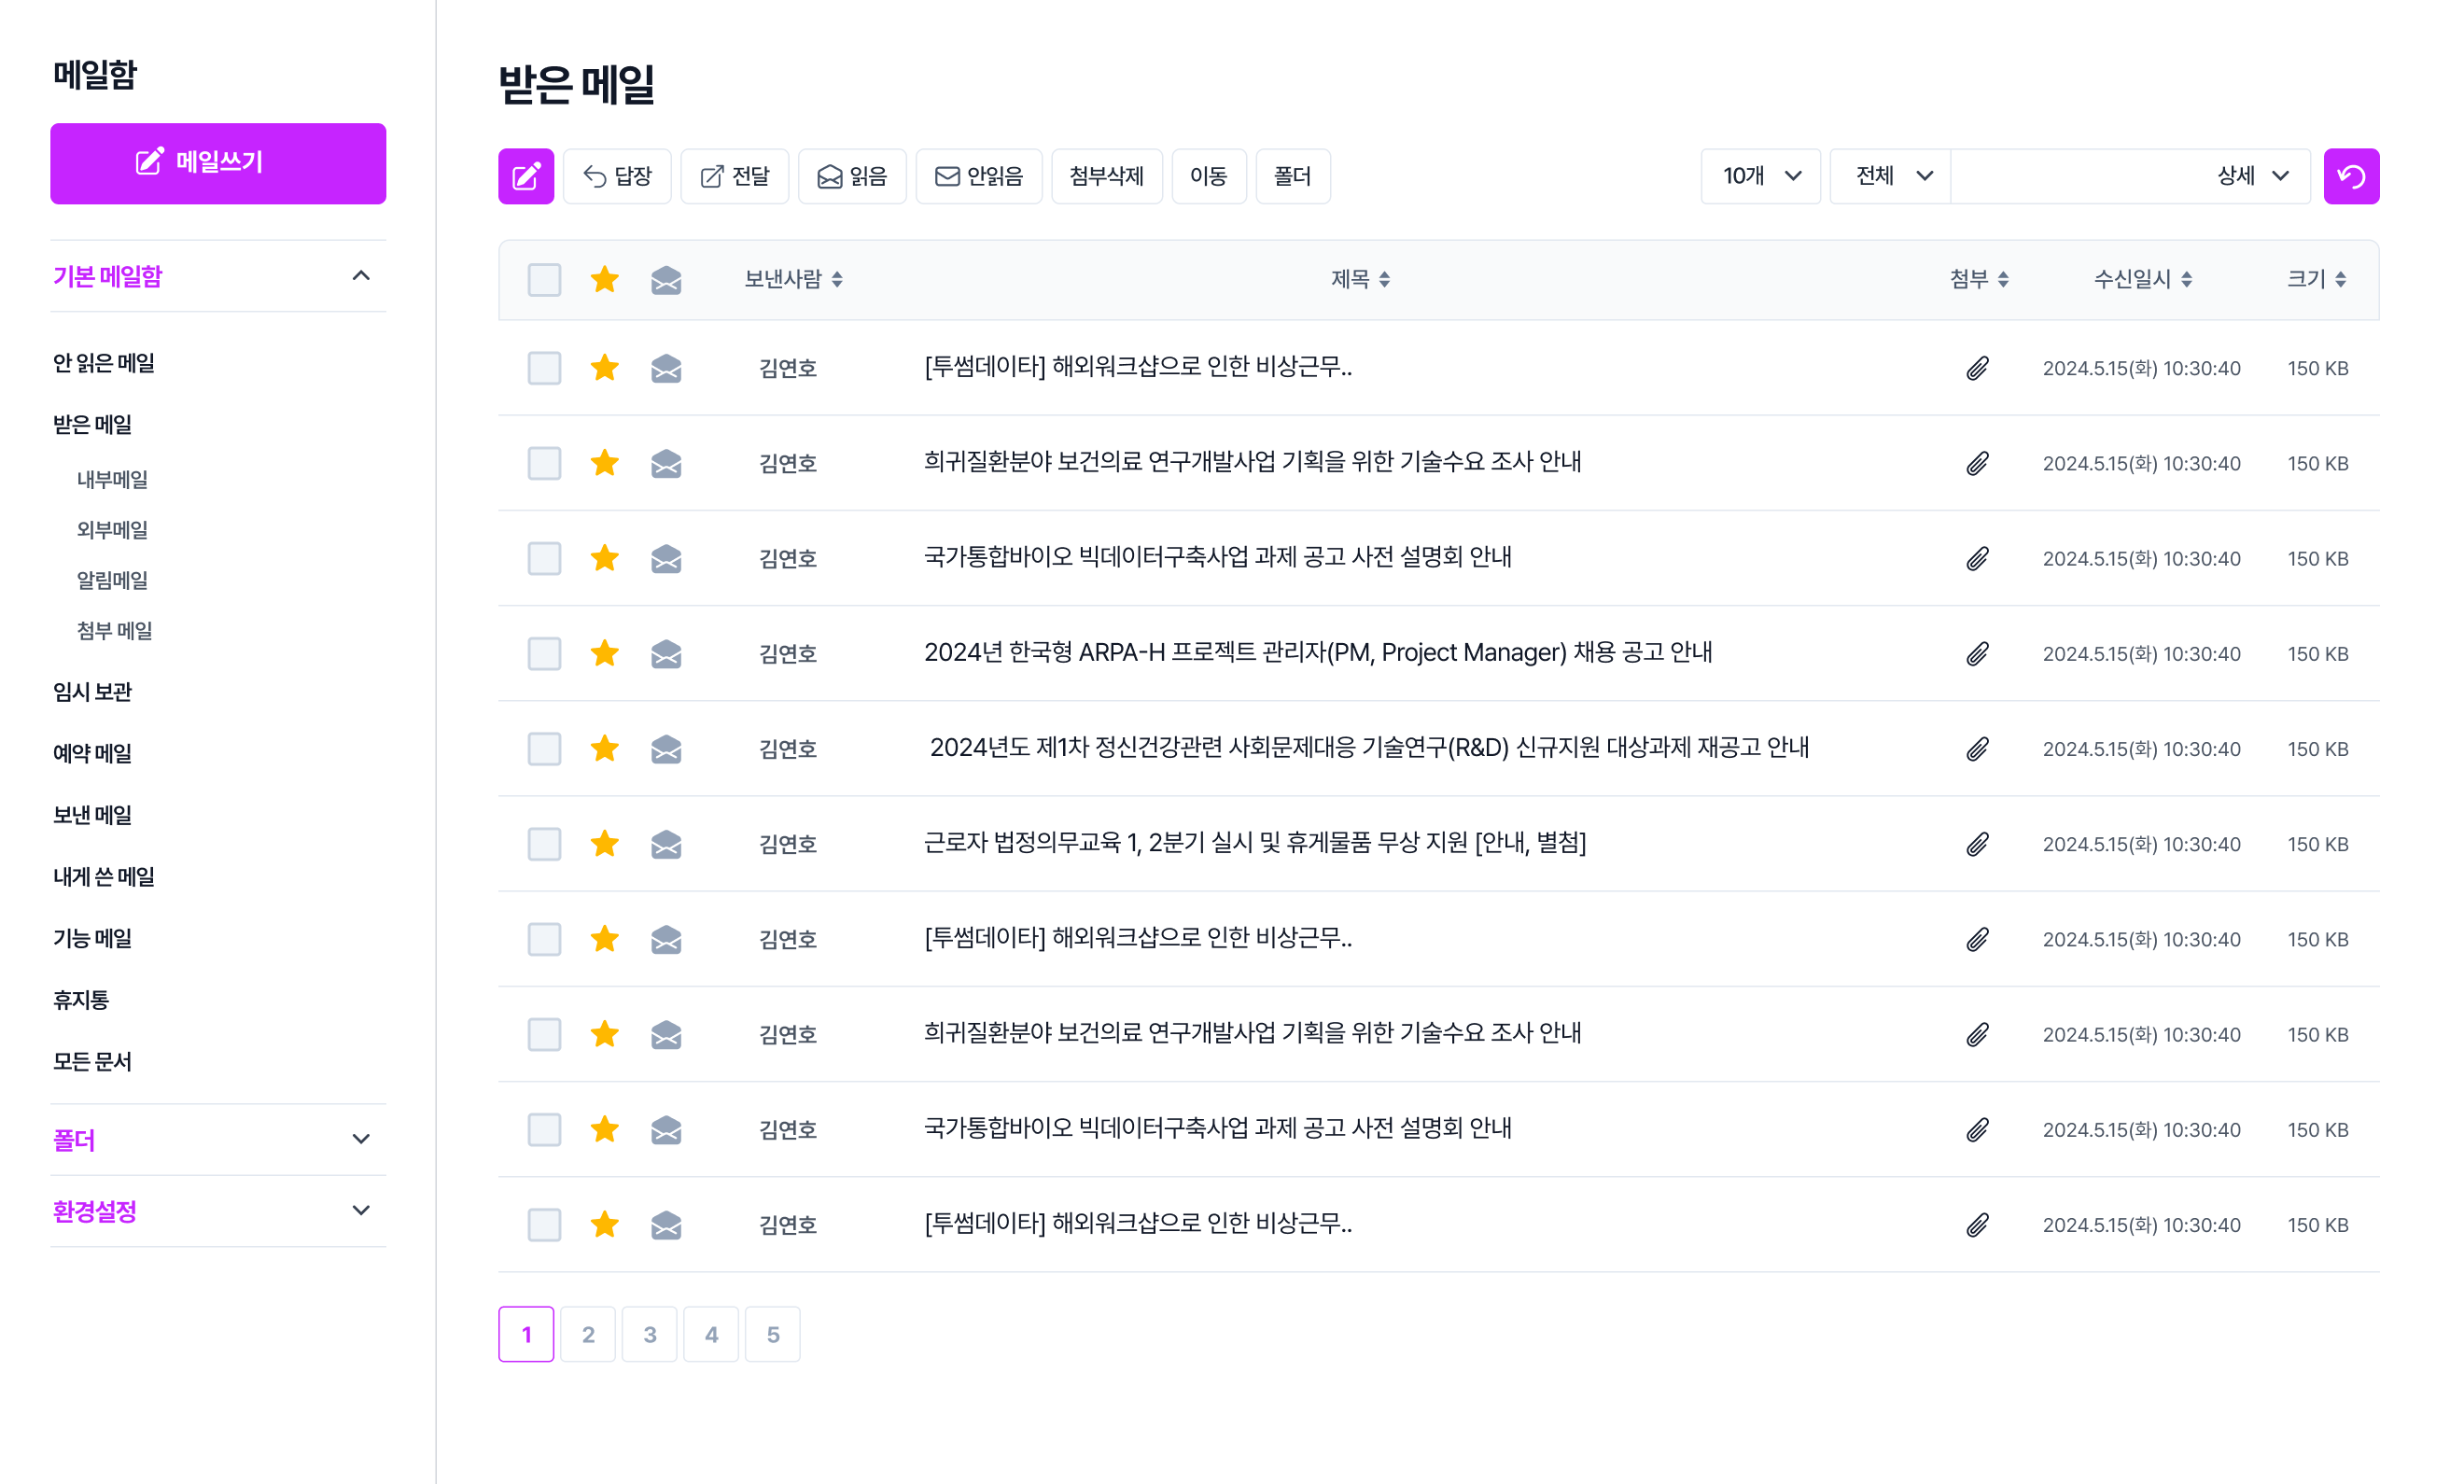 메일함
메일쓰기
기본 메일함
안 읽은 메일
받은 메일
내부메일
외부메일
알림메일
첨부 메일
임시 보관
예약 메일
보낸 메일
내게 쓴 메일
기능 메일
휴지통
모든 문서
폴더
환경설정
받은 메일
답장 전달 읽음 안읽음 첨부삭제 이동 폴더 10개 전체 상세
보낸사람 제목 첨부 수신일시 크기
김연호 [투썸데이타] 해외워크샵으로 인한 비상근무.. 2024.5.15(화) 10:30:40 150 KB
김연호 희귀질환분야 보건의료 연구개발사업 기획을 위한 기술수요 조사 안내 2024.5.15(화) 10:30:40 150 KB
김연호 국가통합바이오 빅데이터구축사업 과제 공고 사전 설명회 안내 2024.5.15(화) 10:30:40 150 KB
김연호 2024년 한국형 ARPA-H 프로젝트 관리자(PM, Project Manager) 채용 공고 안내 2024.5.15(화) 10:30:40 150 KB
김연호 2024년도 제1차 정신건강관련 사회문제대응 기술연구(R&D) 신규지원 대상과제 재공고 안내 2024.5.15(화) 10:30:40 150 KB
김연호 근로자 법정의무교육 1, 2분기 실시 및 휴게물품 무상 지원 [안내, 별첨] 2024.5.15(화) 10:30:40 150 KB
김연호 [투썸데이타] 해외워크샵으로 인한 비상근무.. 2024.5.15(화) 10:30:40 150 KB
김연호 희귀질환분야 보건의료 연구개발사업 기획을 위한 기술수요 조사 안내 2024.5.15(화) 10:30:40 150 KB
김연호 국가통합바이오 빅데이터구축사업 과제 공고 사전 설명회 안내 2024.5.15(화) 10:30:40 150 KB
김연호 [투썸데이타] 해외워크샵으로 인한 비상근무.. 2024.5.15(화) 10:30:40 150 KB
1 2 3 4 5